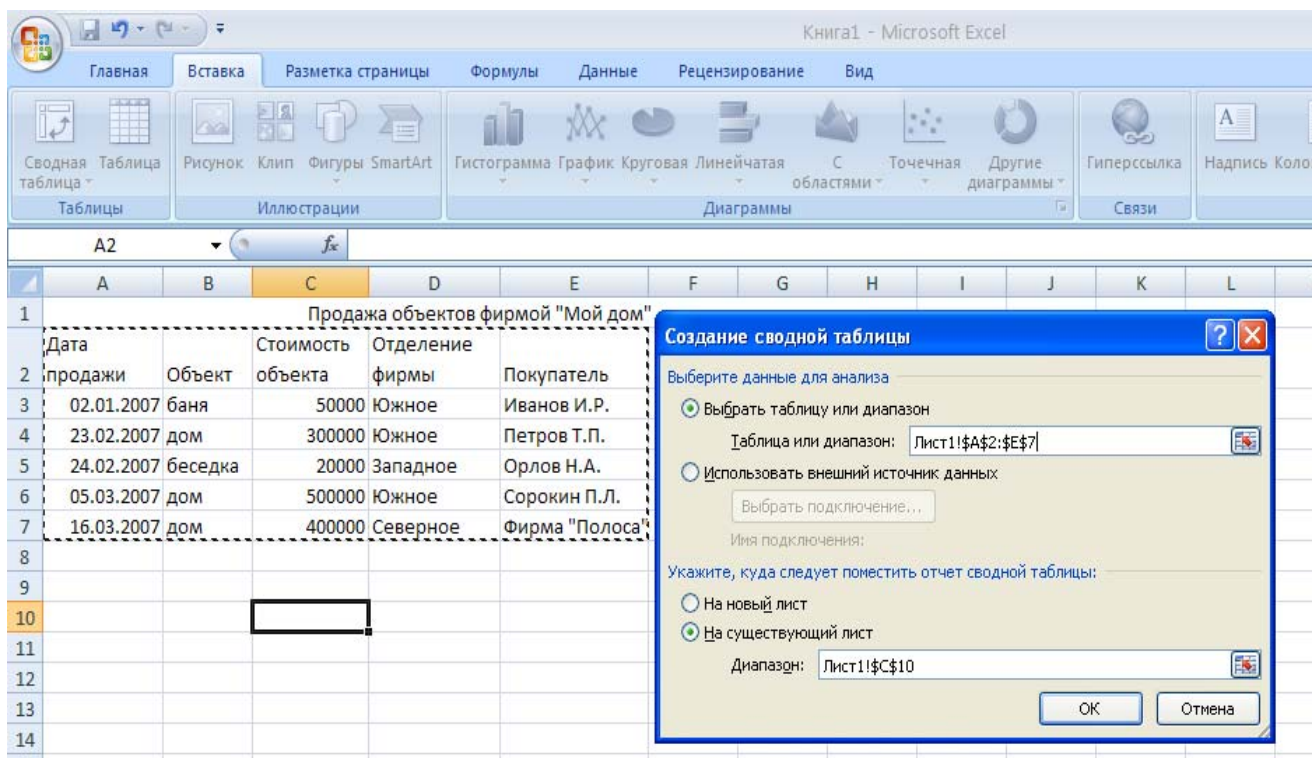 Книга1 - Microsoft Excel
Главная Вставка Разметка страницы Формулы Данные Рецензирование Вид
Сводная таблица Таблица Рисунок Клип Фигуры SmartArt Гистограмма График Круговая Линейчатая С областями Точечная Другие диаграммы Гиперссылка Надпись Коло
Таблицы Иллюстрации Диаграммы Связи
A2 fx
A B C D E F G H I J K L
1 Продажа объектов фирмой "Мой дом"
Дата Стоимость Отделение
2 продажи Объект объекта фирмы Покупатель
3 02.01.2007 баня 50000 Южное Иванов И.Р.
4 23.02.2007 дом 300000 Южное Петров Т.П.
5 24.02.2007 беседка 20000 Западное Орлов Н.А.
6 05.03.2007 дом 500000 Южное Сорокин П.Л.
7 16.03.2007 дом 400000 Северное Фирма "Полоса"
8
9
10
11
12
13
14
Создание сводной таблицы
Выберите данные для анализа
Выбрать таблицу или диапазон
Таблица или диапазон: Лист1!$A$2:$E$7
Использовать внешний источник данных
Выбрать подключение...
Имя подключения:
Укажите, куда следует поместить отчет сводной таблицы:
На новый лист
На существующий лист
Диапазон: Лист1!$C$10
ОК Отмена